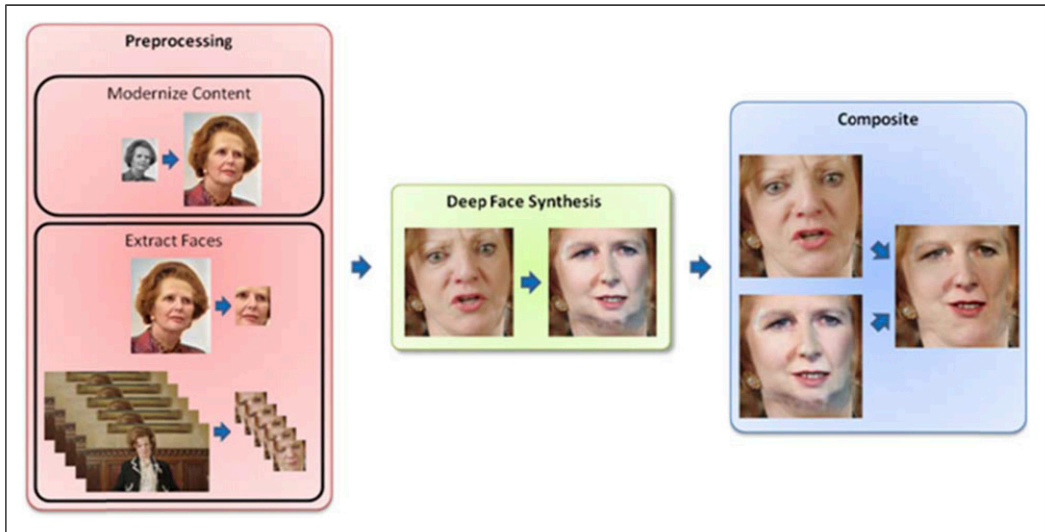 Preprocessing
Modernize Content
Extract Faces
Deep Face Synthesis
Composite